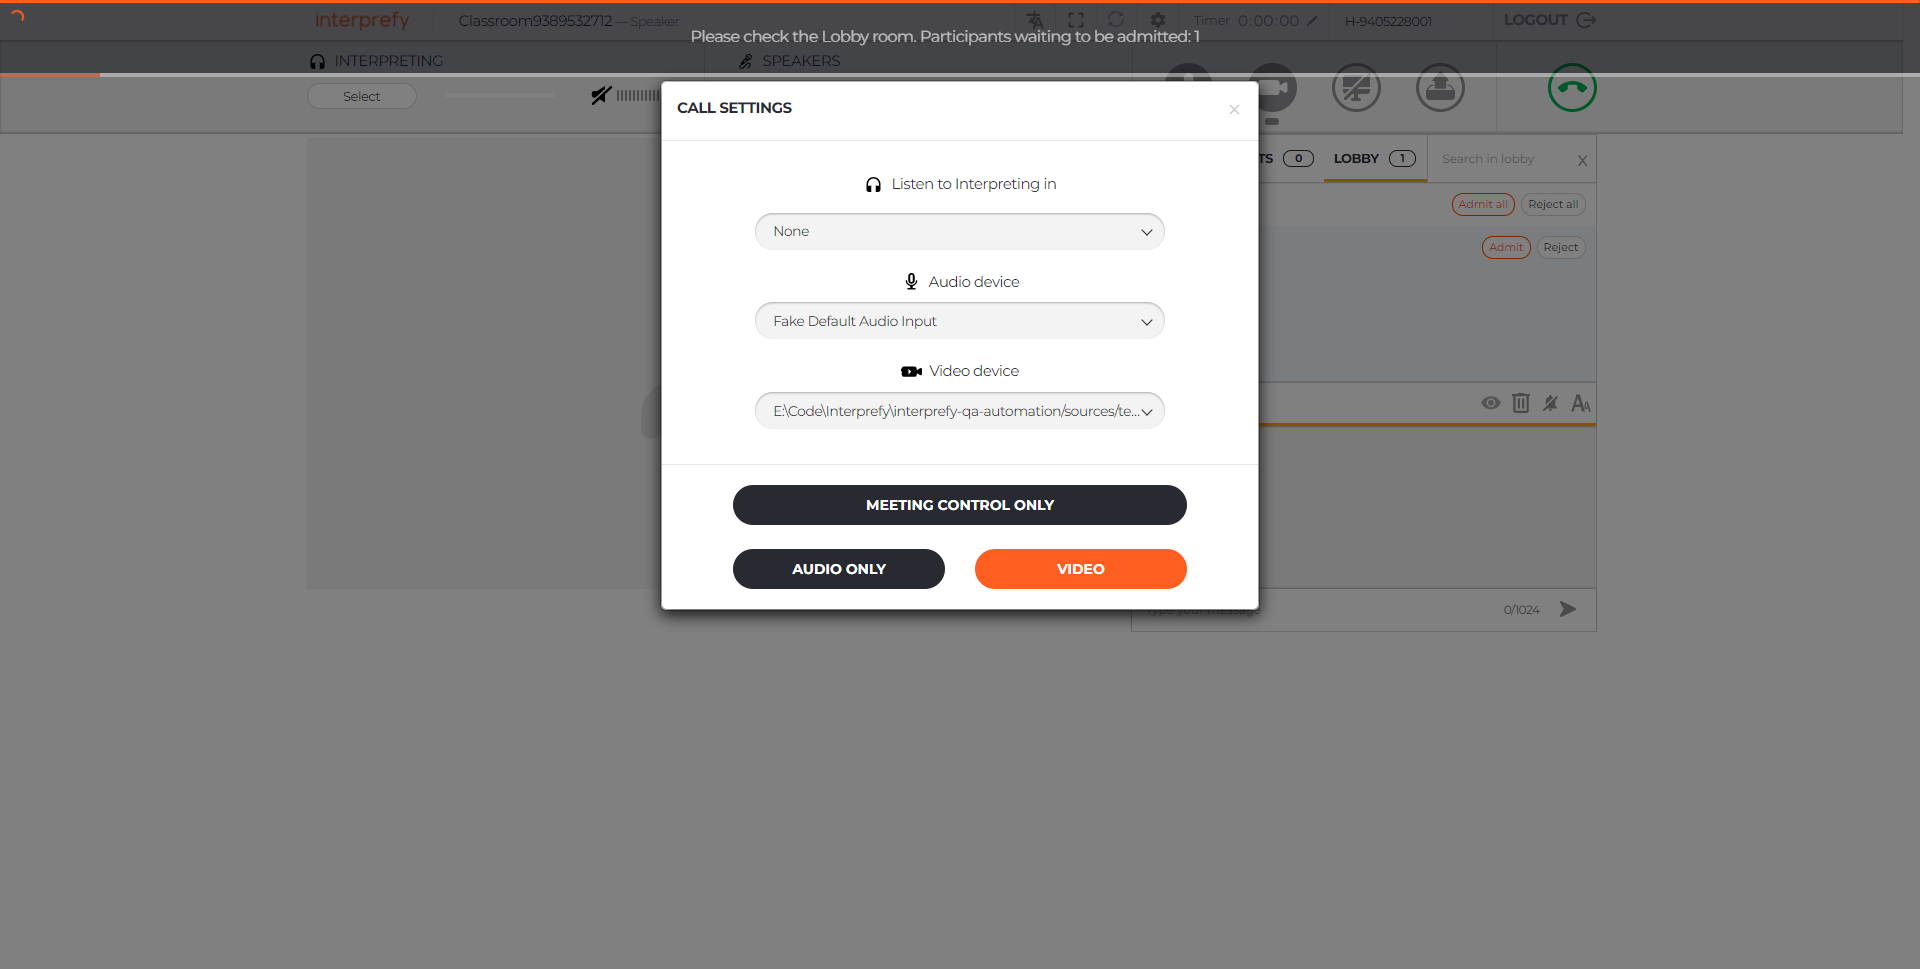 interprefy
Classroom9389532712 — Speaker
Timer 0:00:00
H-9405228001
LOGOUT
Please check the Lobby room. Participants waiting to be admitted: 1
INTERPRETING
SPEAKERS
Select
CALL SETTINGS
×
TS 0
LOBBY 1
Search in lobby
X
Listen to Interpreting in
Admit all
Reject all
None
Admit
Reject
Audio device
Fake Default Audio Input
Video device
E:\Code\Interprefy\interprefy-qa-automation/sources/te...
MEETING CONTROL ONLY
AUDIO ONLY
VIDEO
Type your message
0/1024